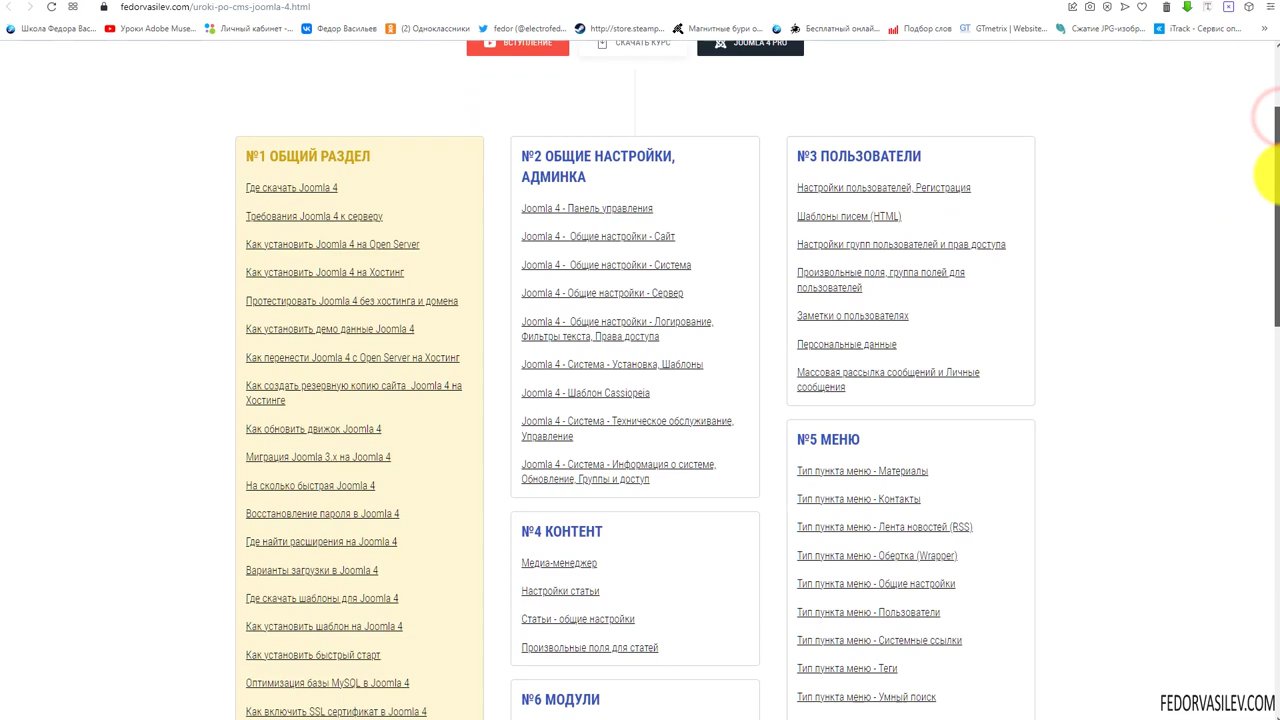 fedorvasilev.com/uroki-po-cms-joomla-4.html
Школа Федора Вас...
Уроки Adobe Muse...
Личный кабинет -...
Федор Васильев
(2) Одноклассники
fedor (@electrofed...
http://store.steamp...
Магнитные бури о...
Бесплатный онлай...
Подбор слов
GTmetrix | Website...
Сжатие JPG-изобр...
iTrack - Сервис оп...
ВСТУПЛЕНИЕ
СКАЧАТЬ КУРС
JOOMLA 4 PRO
№1 ОБЩИЙ РАЗДЕЛ
Где скачать Joomla 4
Требования Joomla 4 к серверу
Как установить Joomla 4 на Open Server
Как установить Joomla 4 на Хостинг
Протестировать Joomla 4 без хостинга и домена
Как установить демо данные Joomla 4
Как перенести Joomla 4 с Open Server на Хостинг
Как создать резервную копию сайта Joomla 4 на
Хостинге
Как обновить движок Joomla 4
Миграция Joomla 3.x на Joomla 4
На сколько быстрая Joomla 4
Восстановление пароля в Joomla 4
Где найти расширения на Joomla 4
Варианты загрузки в Joomla 4
Где скачать шаблоны для Joomla 4
Как установить шаблон на Joomla 4
Как установить быстрый старт
Оптимизация базы MySQL в Joomla 4
Как включить SSL сертификат в Joomla 4
№2 ОБЩИЕ НАСТРОЙКИ,
АДМИНКА
Joomla 4 - Панель управления
Joomla 4 - Общие настройки - Сайт
Joomla 4 - Общие настройки - Система
Joomla 4 - Общие настройки - Сервер
Joomla 4 - Общие настройки - Логирование,
Фильтры текста, Права доступа
Joomla 4 - Система - Установка, Шаблоны
Joomla 4 - Шаблон Cassiopeia
Joomla 4 - Система - Техническое обслуживание,
Управление
Joomla 4 - Система - Информация о системе,
Обновление, Группы и доступ
№4 КОНТЕНТ
Медиа-менеджер
Настройки статьи
Статьи - общие настройки
Произвольные поля для статей
№6 МОДУЛИ
№3 ПОЛЬЗОВАТЕЛИ
Настройки пользователей, Регистрация
Шаблоны писем (HTML)
Настройки групп пользователей и прав доступа
Произвольные поля, группа полей для
пользователей
Заметки о пользователях
Персональные данные
Массовая рассылка сообщений и Личные
сообщения
№5 МЕНЮ
Тип пункта меню - Материалы
Тип пункта меню - Контакты
Тип пункта меню - Лента новостей (RSS)
Тип пункта меню - Обертка (Wrapper)
Тип пункта меню - Общие настройки
Тип пункта меню - Пользователи
Тип пункта меню - Системные ссылки
Тип пункта меню - Теги
Тип пункта меню - Умный поиск
FEDORVASILEV.COM